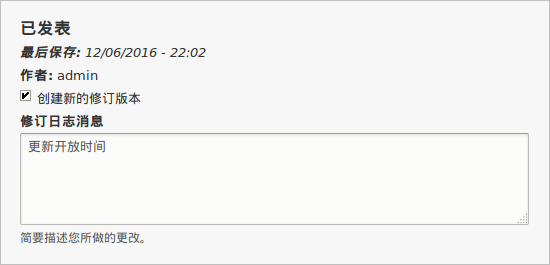 已发表
最后保存: 12/06/2016 - 22:02
作者: admin
创建新的修订版本
修订日志消息
更新开放时间
简要描述您所做的更改。